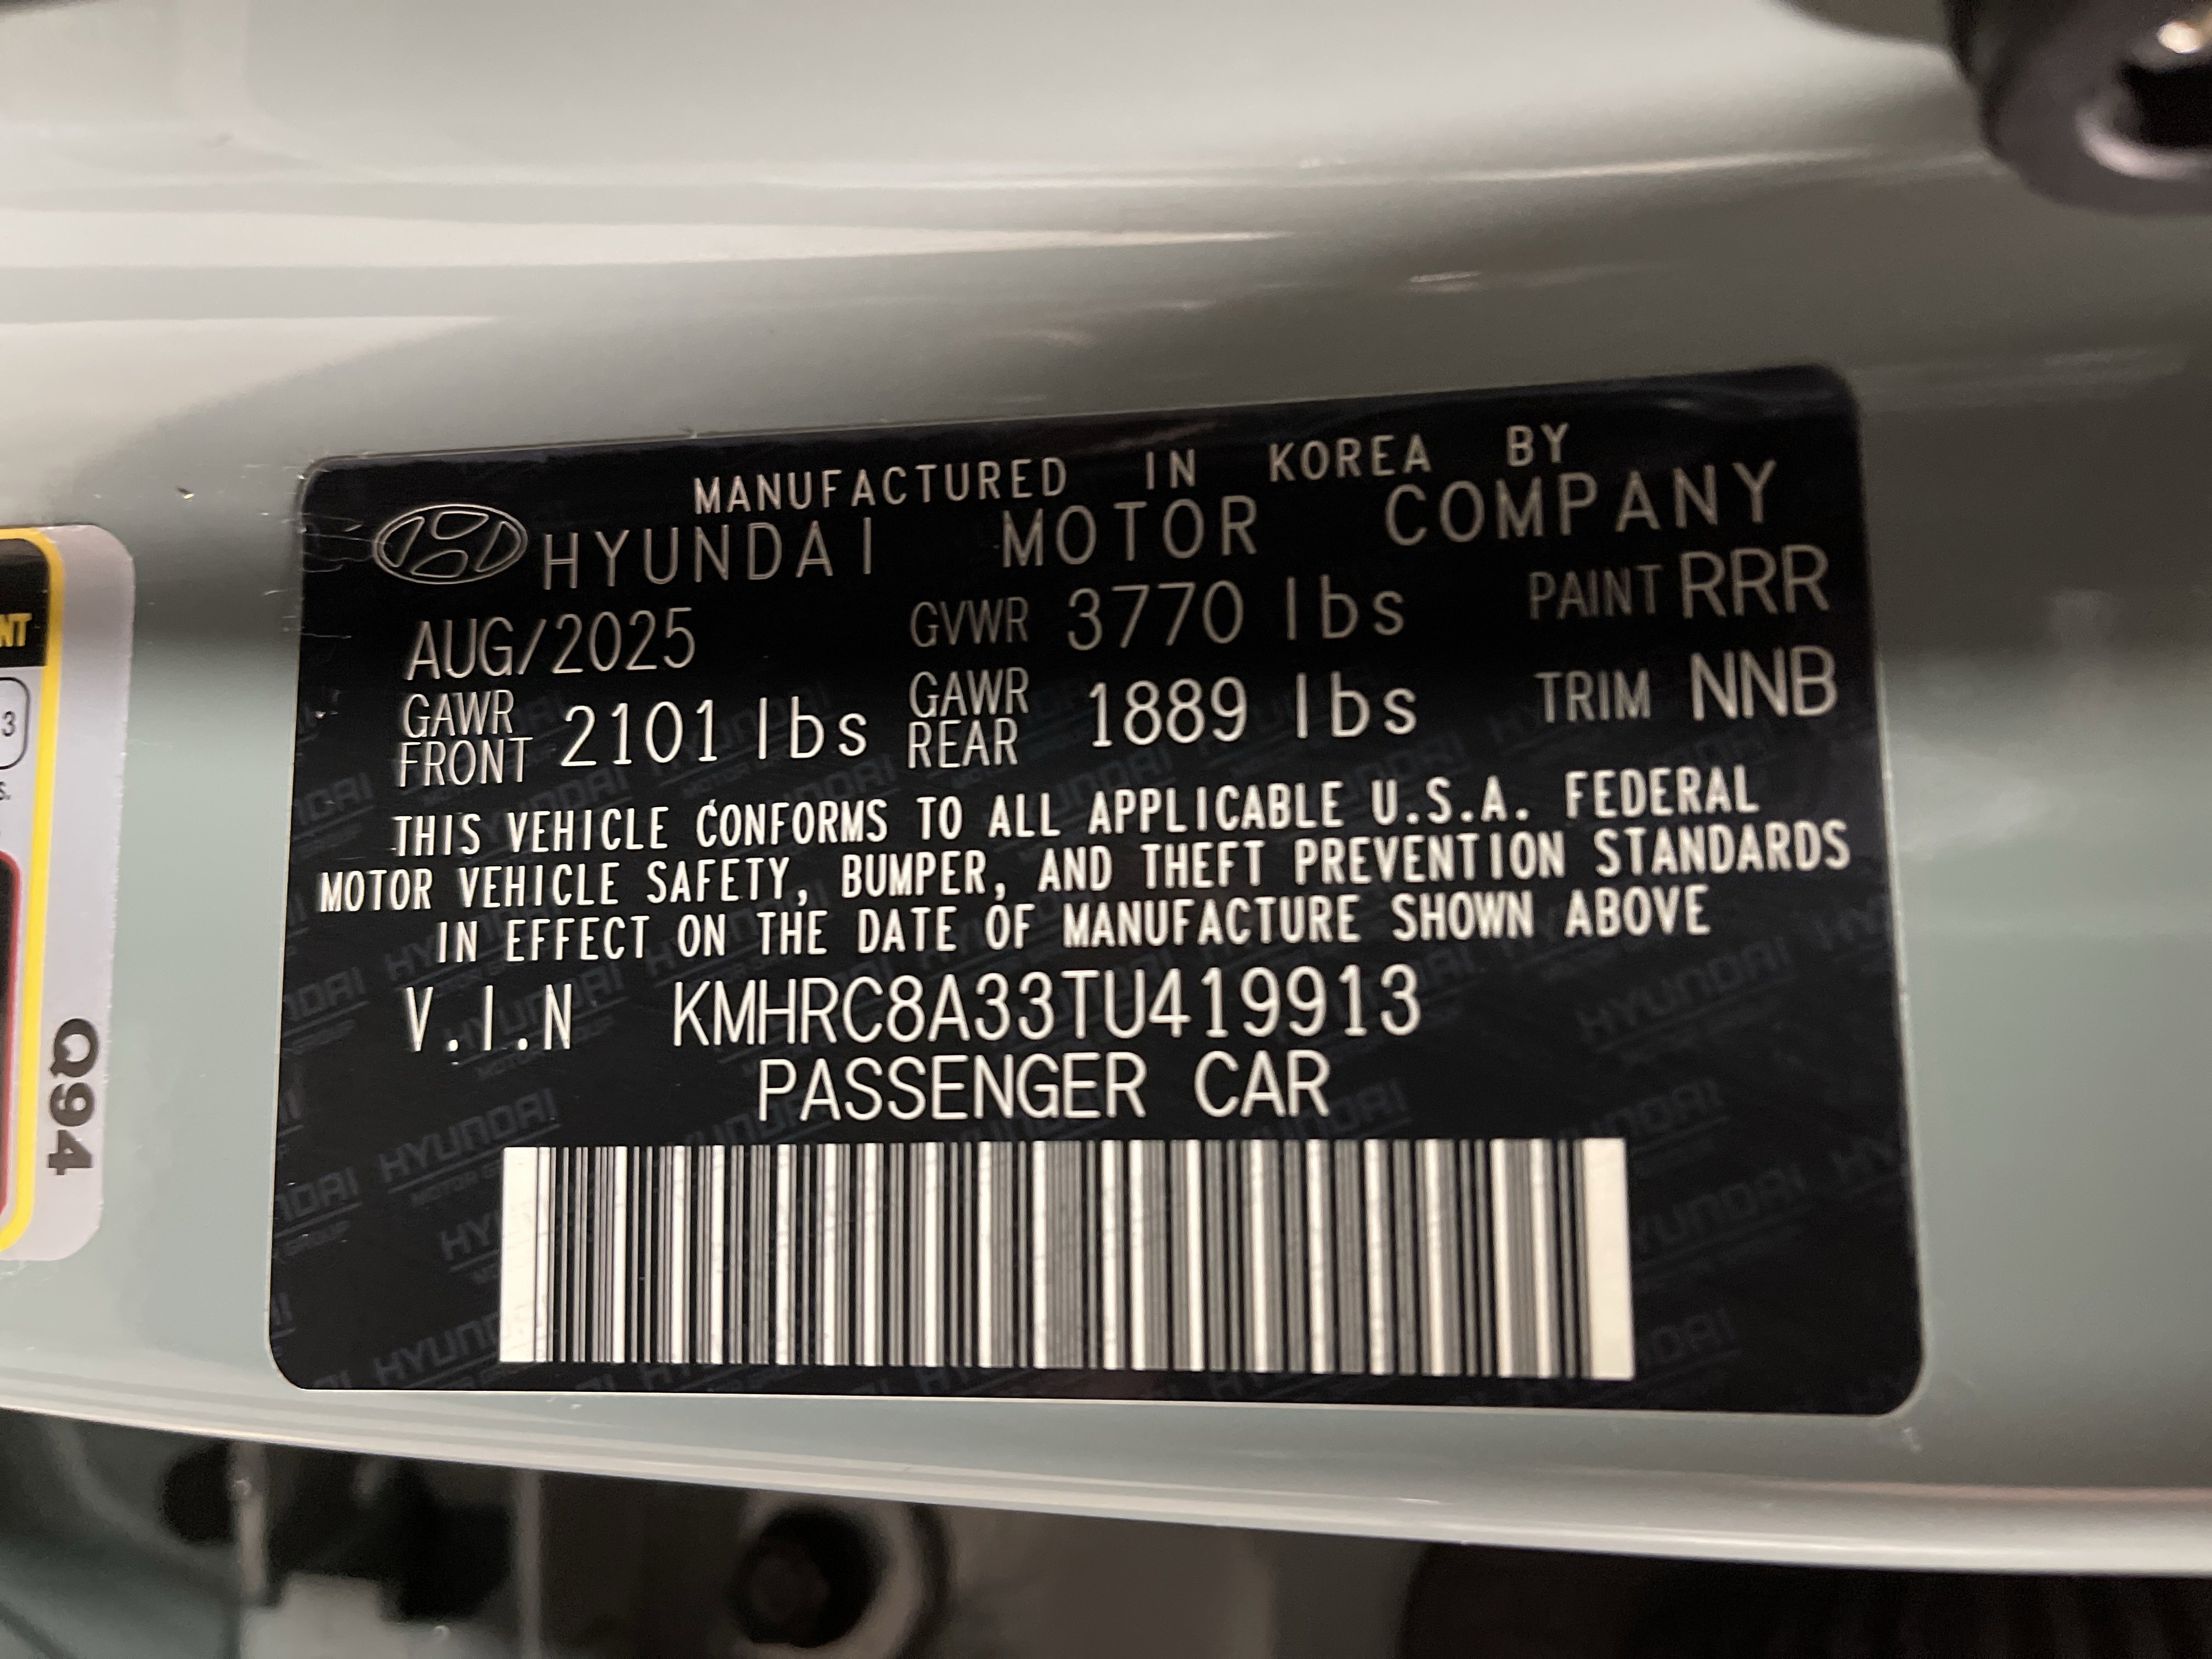 MANUFACTURED IN KOREA BY
HYUNDAI MOTOR COMPANY
AUG/2025 GVWR 3770 lbs PAINT RRR
GAWR FRONT 2101 lbs GAWR REAR 1889 lbs TRIM NNB
THIS VEHICLE CONFORMS TO ALL APPLICABLE U.S.A. FEDERAL
MOTOR VEHICLE SAFETY, BUMPER, AND THEFT PREVENTION STANDARDS
IN EFFECT ON THE DATE OF MANUFACTURE SHOWN ABOVE
V.I.N KMHRC8A33TU419913
PASSENGER CAR
NT
3
s.
Q94